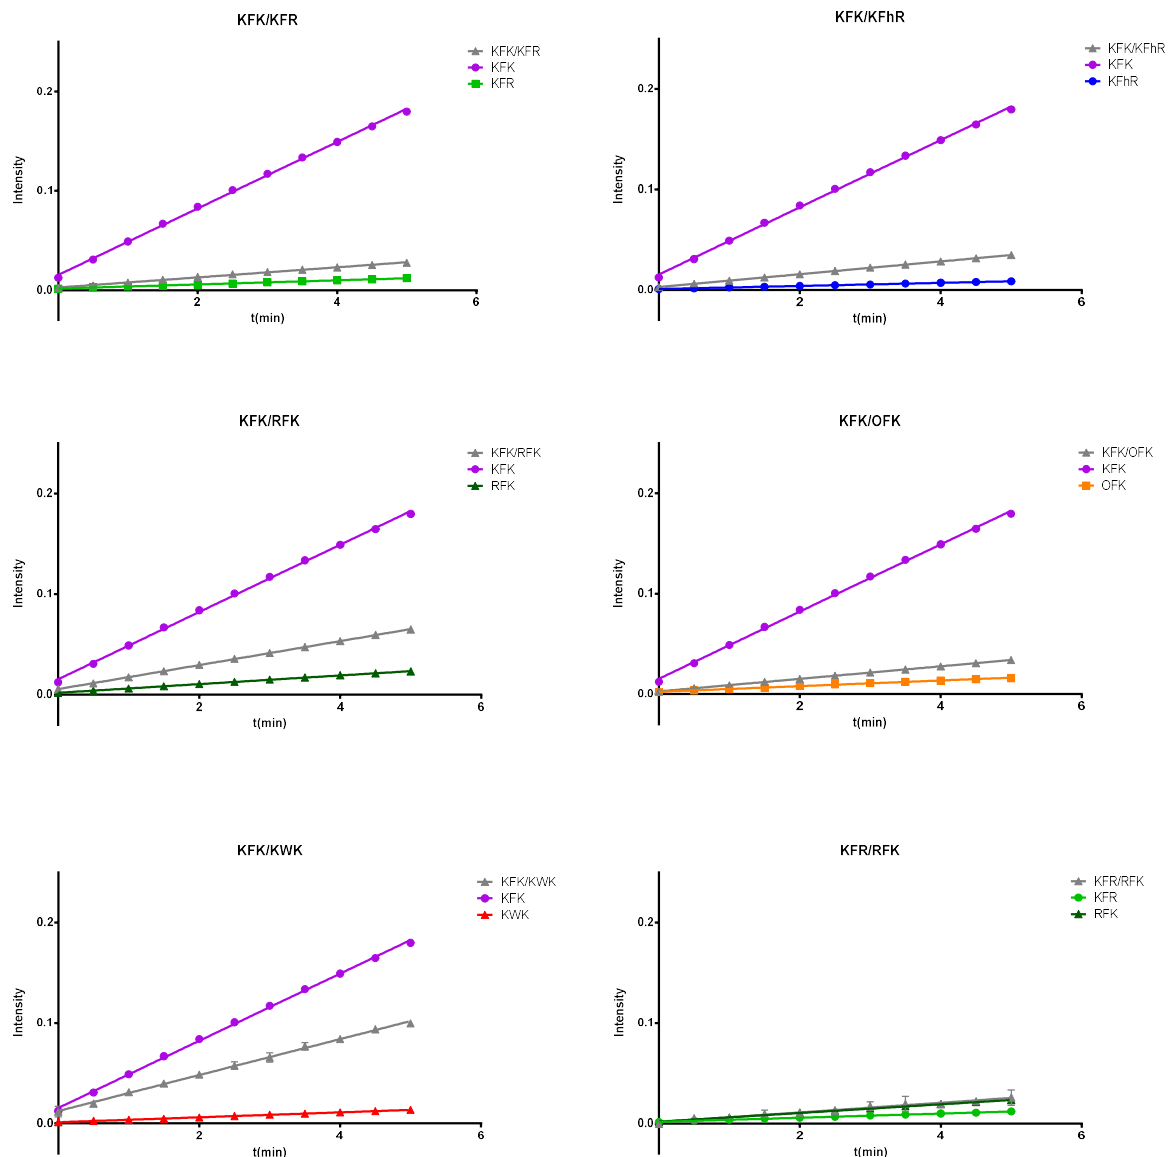 KFK/KFR
KFK/KFR
KFK
KFR
0.2
0.1
0.0
2
4
6
Intensity
t(min)
KFK/KFhR
KFK/KFhR
KFK
KFhR
0.2
0.1
0.0
2
4
6
Intensity
t(min)
KFK/RFK
KFK/RFK
KFK
RFK
0.2
0.1
0.0
2
4
6
Intensity
t(min)
KFK/OFK
KFK/OFK
KFK
OFK
0.2
0.1
0.0
2
4
6
Intensity
t(min)
KFK/KWK
KFK/KWK
KFK
KWK
0.2
0.1
0.0
2
4
6
Intensity
t(min)
KFR/RFK
KFR/RFK
KFR
RFK
0.2
0.1
0.0
2
4
6
Intensity
t(min)